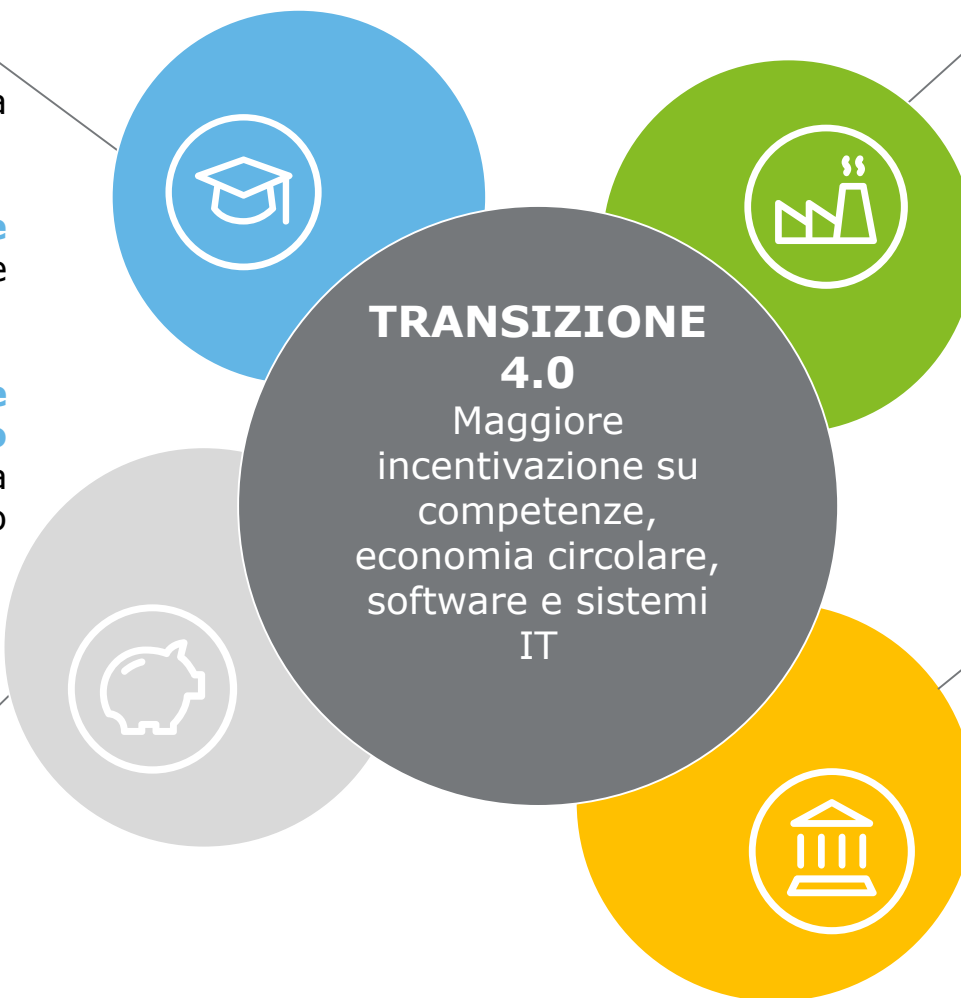 TRANSIZIONE
4.0
Maggiore
incentivazione su
competenze,
economia circolare,
software e sistemi
IT